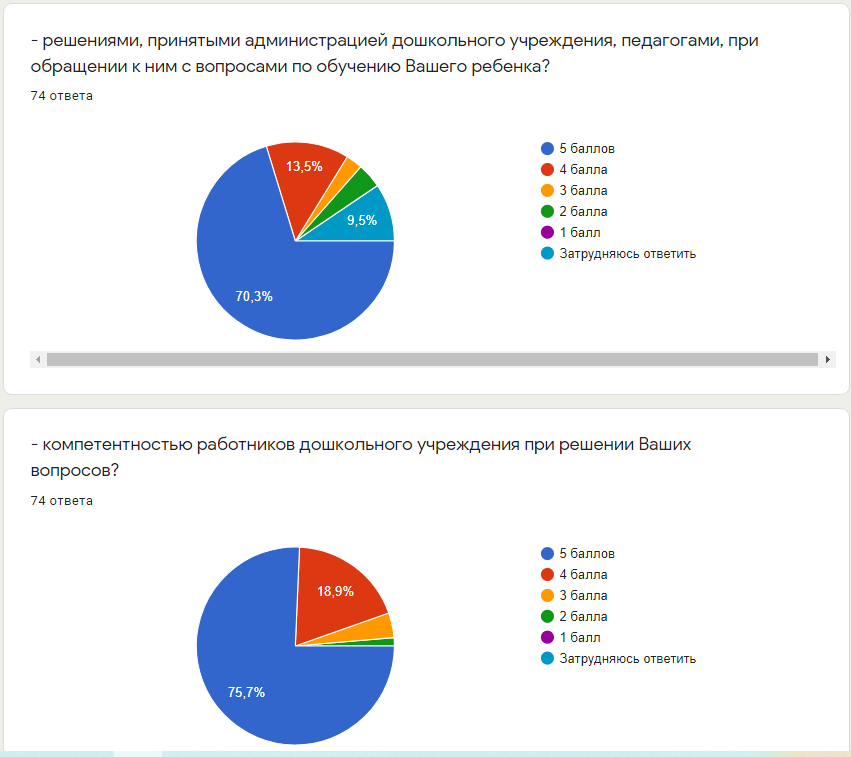 - решениями, принятыми администрацией дошкольного учреждения, педагогами, при
обращении к ним с вопросами по обучению Вашего ребенка?
74 ответа
5 баллов
4 балла
3 балла
2 балла
1 балл
Затрудняюсь ответить
13,5%
9,5%
70,3%
- компетентностью работников дошкольного учреждения при решении Ваших
вопросов?
74 ответа
5 баллов
4 балла
3 балла
2 балла
1 балл
Затрудняюсь ответить
18,9%
75,7%